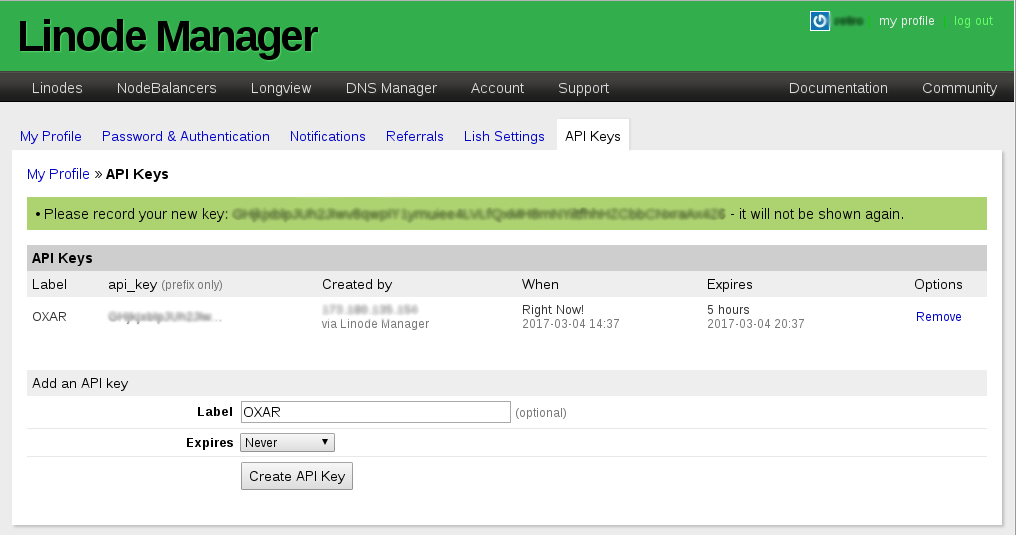 Linode Manager
my profile | log out
Linodes NodeBalancers Longview DNS Manager Account Support Documentation Community
My Profile Password & Authentication Notifications Referrals Lish Settings API Keys
My Profile » API Keys
• Please record your new key: - it will not be shown again.
API Keys
Label api_key (prefix only) Created by When Expires Options
OXAR via Linode Manager Right Now! 2017-03-04 14:37 5 hours 2017-03-04 20:37 Remove
Add an API key
Label OXAR (optional)
Expires Never
Create API Key